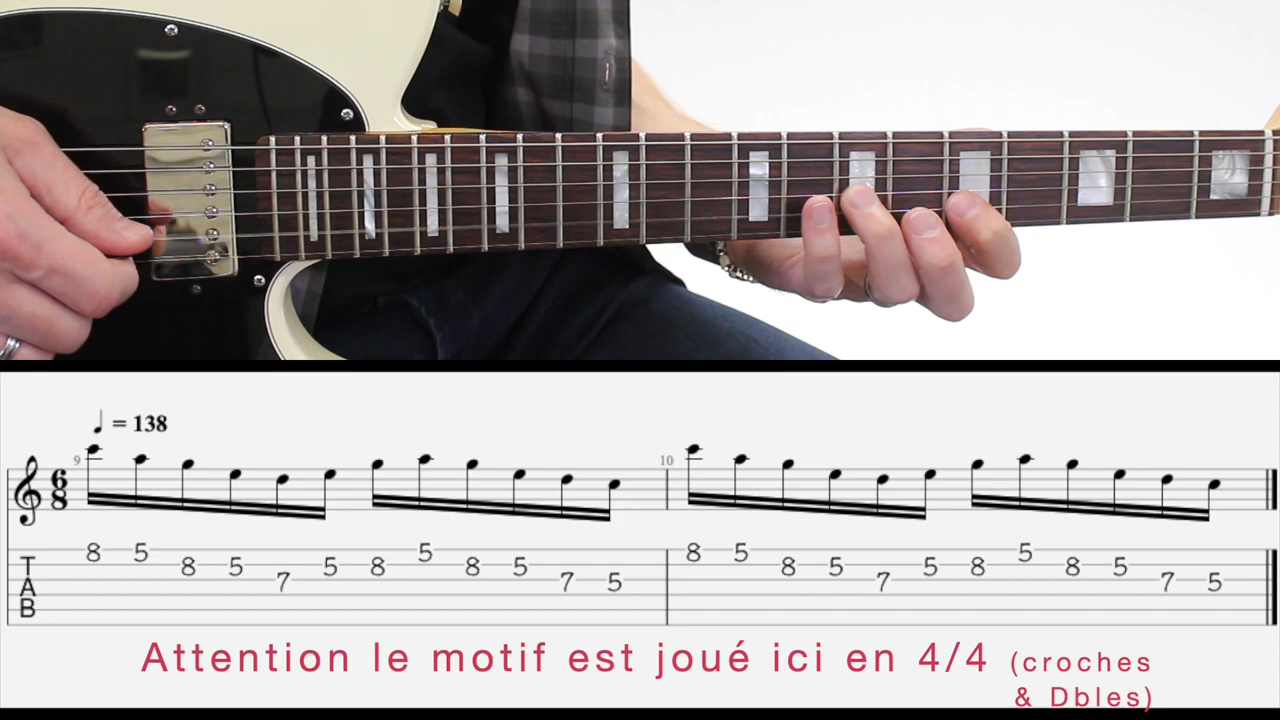 = 138
9 6 8 10
8 5 8 5 7 5 8 5 8 5 7 5 8 5 8 5 7 5 8 5 8 5 7 5
T
A
B
Attention le motif est joué ici en 4/4 (croches
& Dbles)